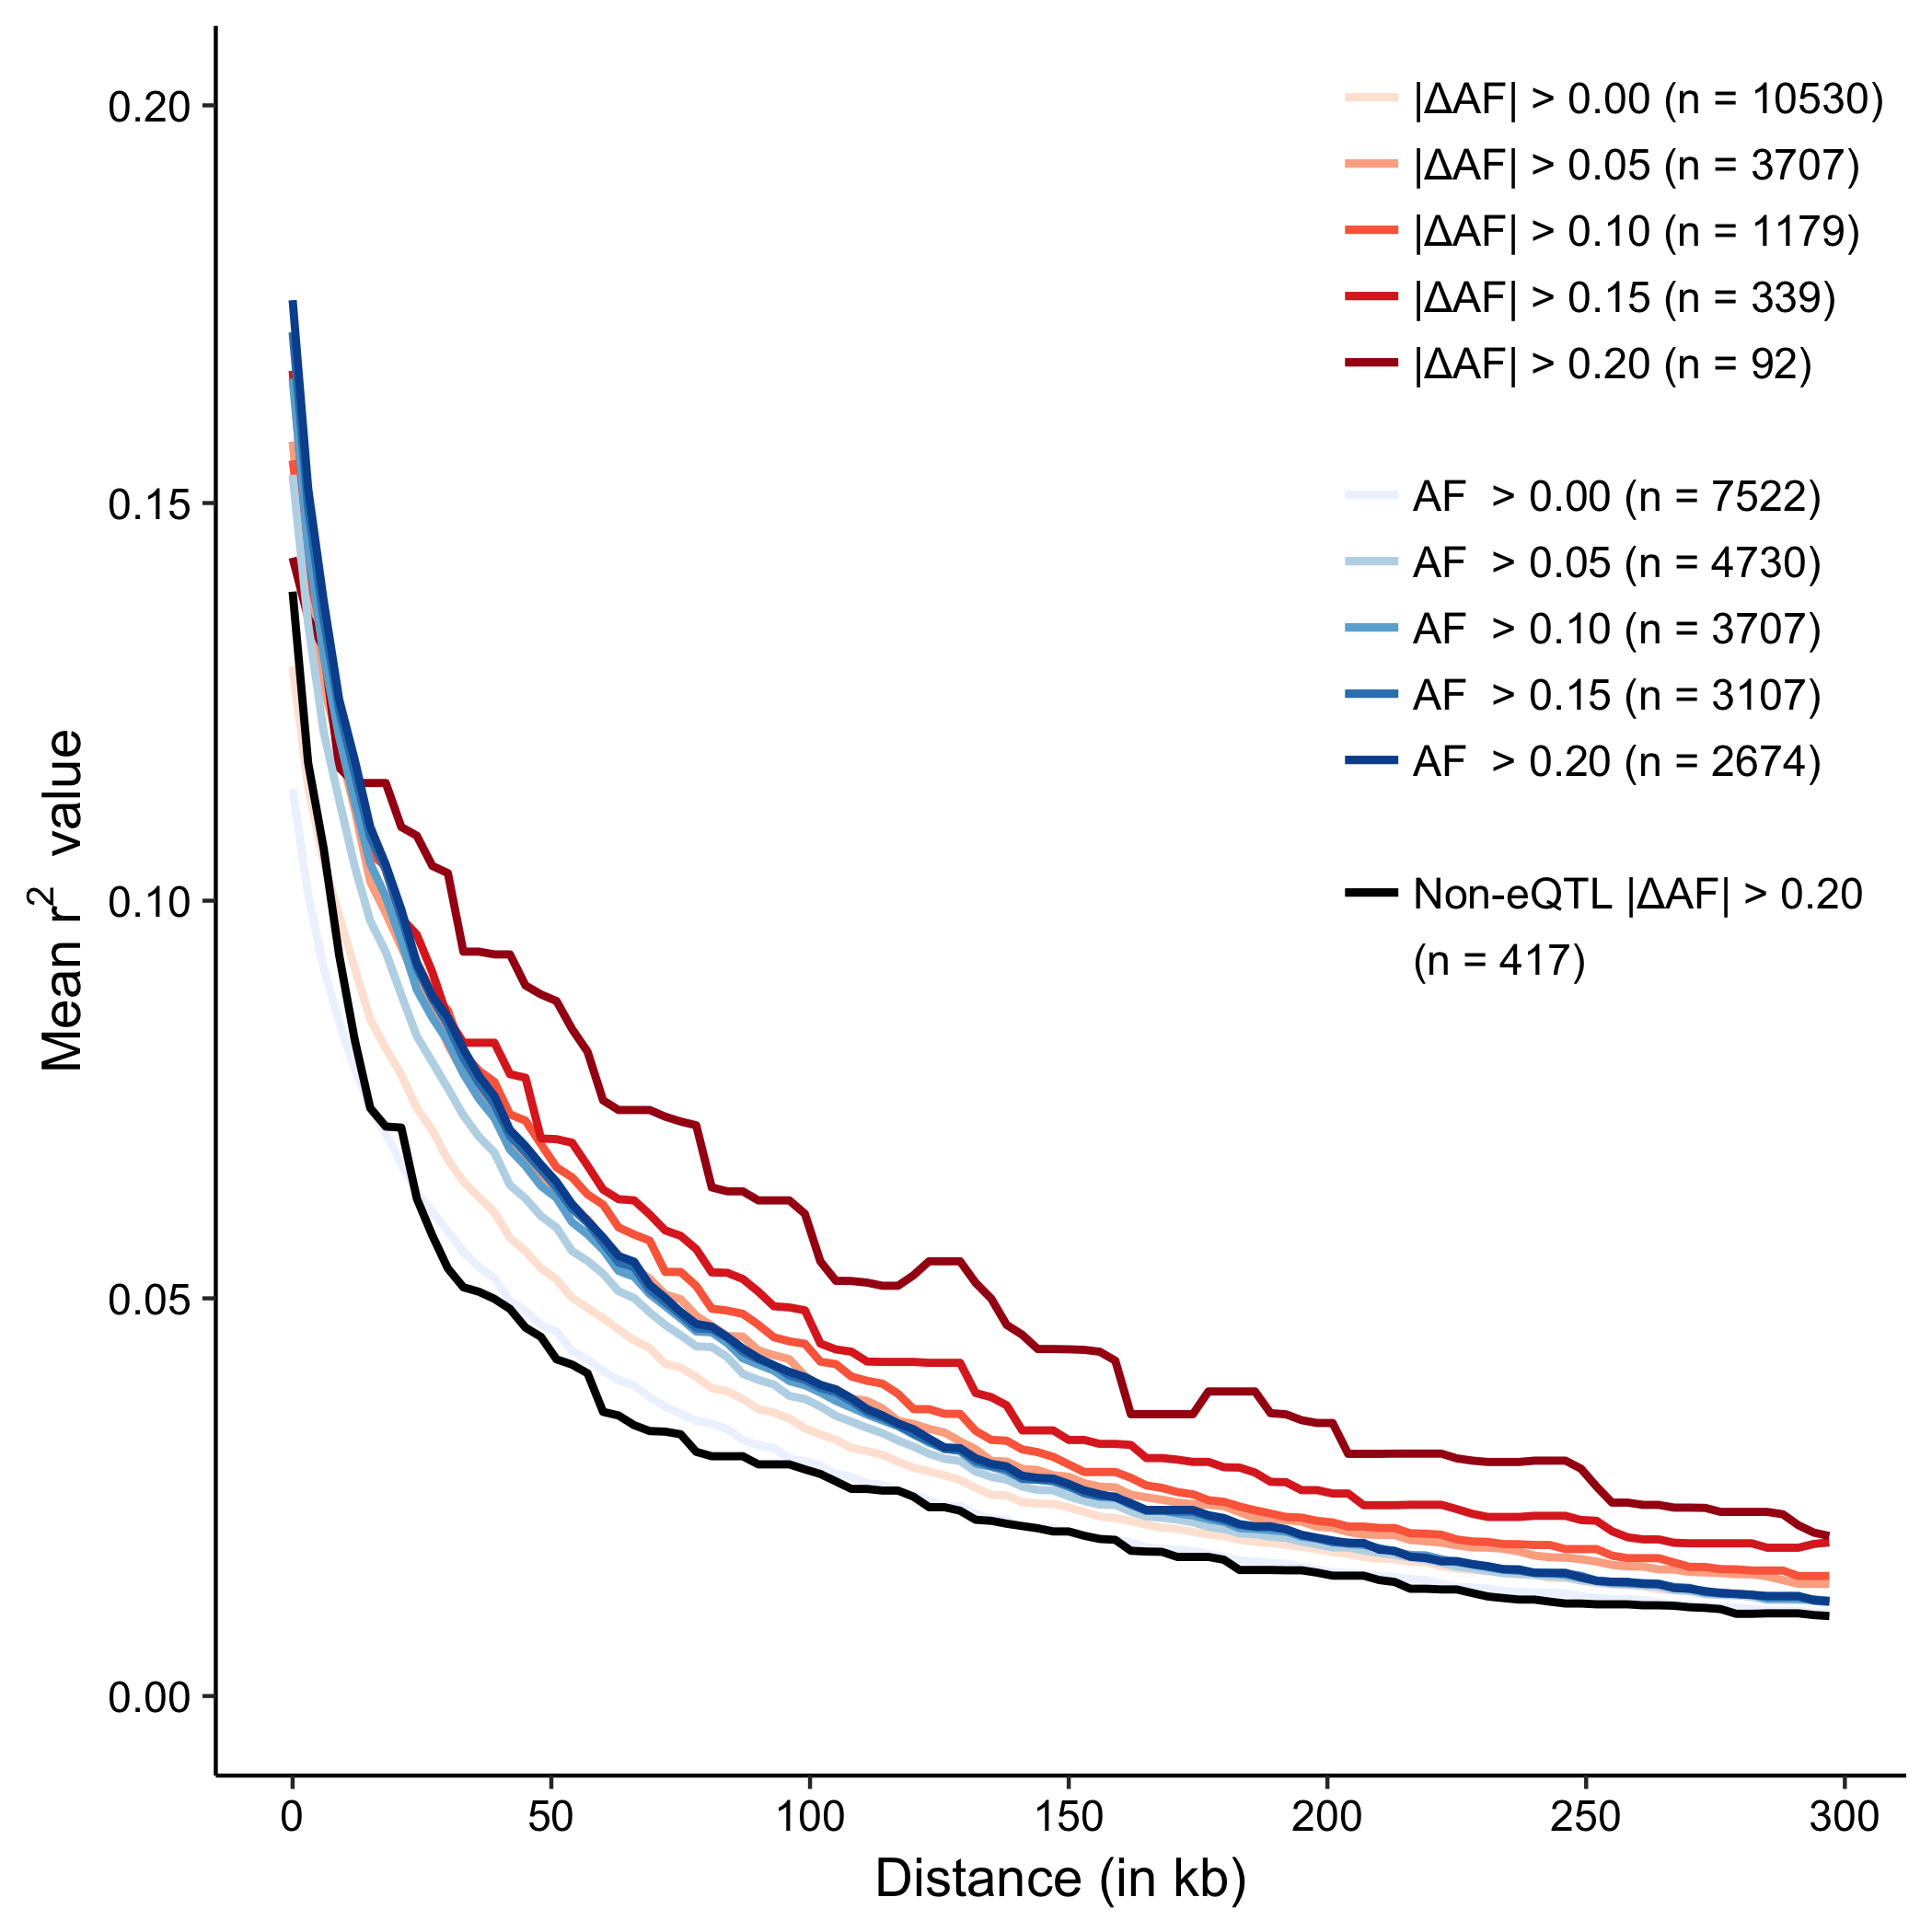 0.20
0.15
0.10
0.05
0.00
Mean r² value
0
50
100
150
200
250
300
Distance (in kb)
|ΔAF| > 0.00 (n = 10530)
|ΔAF| > 0.05 (n = 3707)
|ΔAF| > 0.10 (n = 1179)
|ΔAF| > 0.15 (n = 339)
|ΔAF| > 0.20 (n = 92)
AF > 0.00 (n = 7522)
AF > 0.05 (n = 4730)
AF > 0.10 (n = 3707)
AF > 0.15 (n = 3107)
AF > 0.20 (n = 2674)
Non-eQTL |ΔAF| > 0.20
(n = 417)